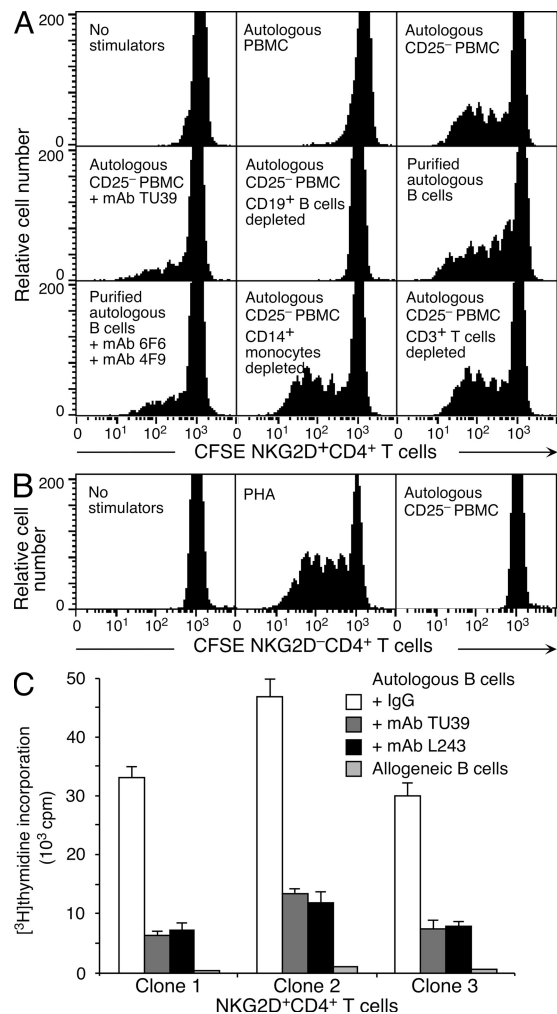 A
No
stimulators
Autologous
PBMC
Autologous
CD25⁻ PBMC
Autologous
CD25⁻ PBMC
+ mAb TU39
Autologous
CD25⁻ PBMC
CD19⁺ B cells
depleted
Purified
autologous
B cells
Purified
autologous
B cells
+ mAb 6F6
+ mAb 4F9
Autologous
CD25⁻ PBMC
CD14⁺
monocytes
depleted
Autologous
CD25⁻ PBMC
CD3⁺ T cells
depleted
Relative cell number
200
0
200
0
200
0
0 10¹ 10² 10³ 0 10¹ 10² 10³ 0 10¹ 10² 10³
CFSE NKG2D⁺CD4⁺ T cells
B
No
stimulators
PHA
Autologous
CD25⁻ PBMC
Relative cell
number
200
0
0 10¹ 10² 10³ 0 10¹ 10² 10³ 0 10¹ 10² 10³
CFSE NKG2D⁻CD4⁺ T cells
C
Autologous B cells
+ IgG
+ mAb TU39
+ mAb L243
Allogeneic B cells
[³H]thymidine incorporation
(10³ cpm)
50
40
30
20
10
0
Clone 1 Clone 2 Clone 3
NKG2D⁺CD4⁺ T cells